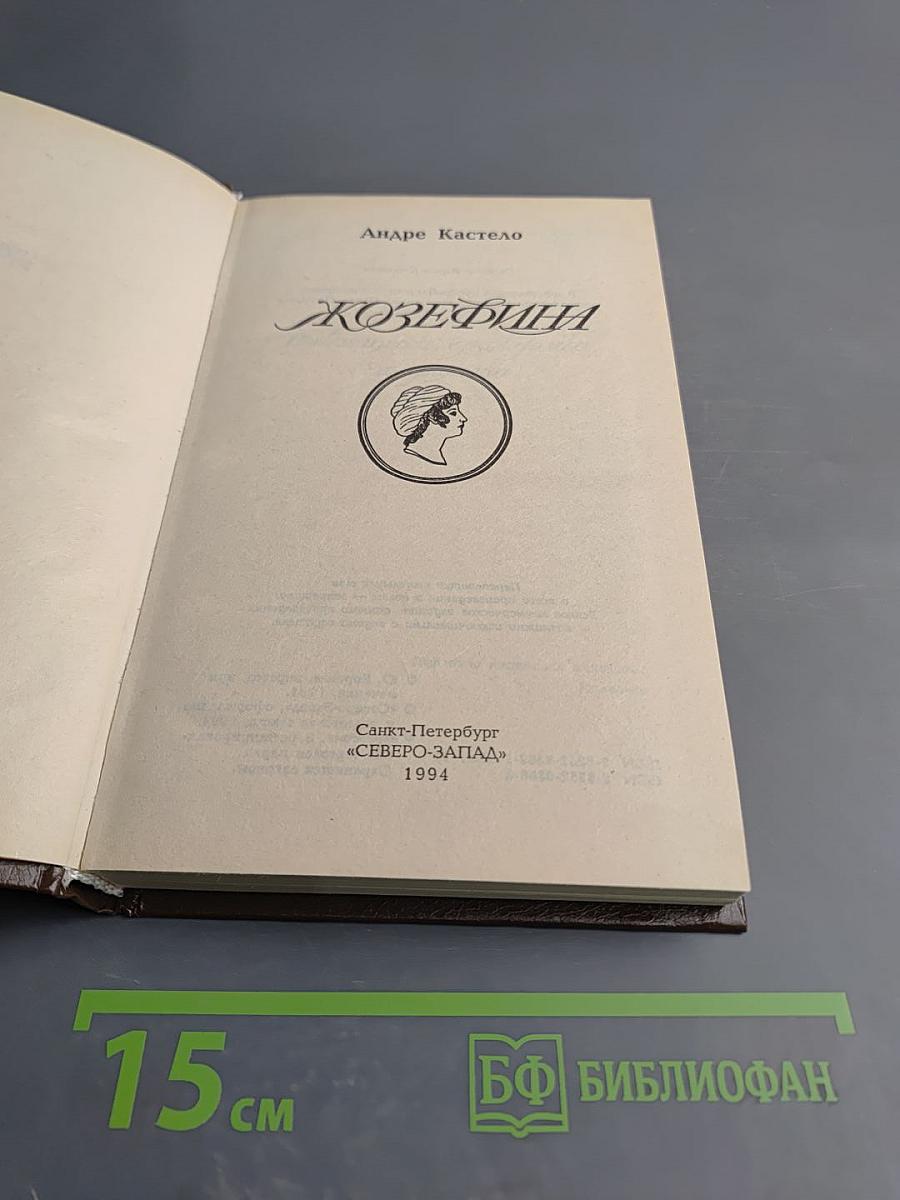 Андре Кастело
ЖОЗЕФИНА
Санкт-Петербург
«СЕВЕРО-ЗАПАД»
1994
15 см
БФ БИБЛИОФАН